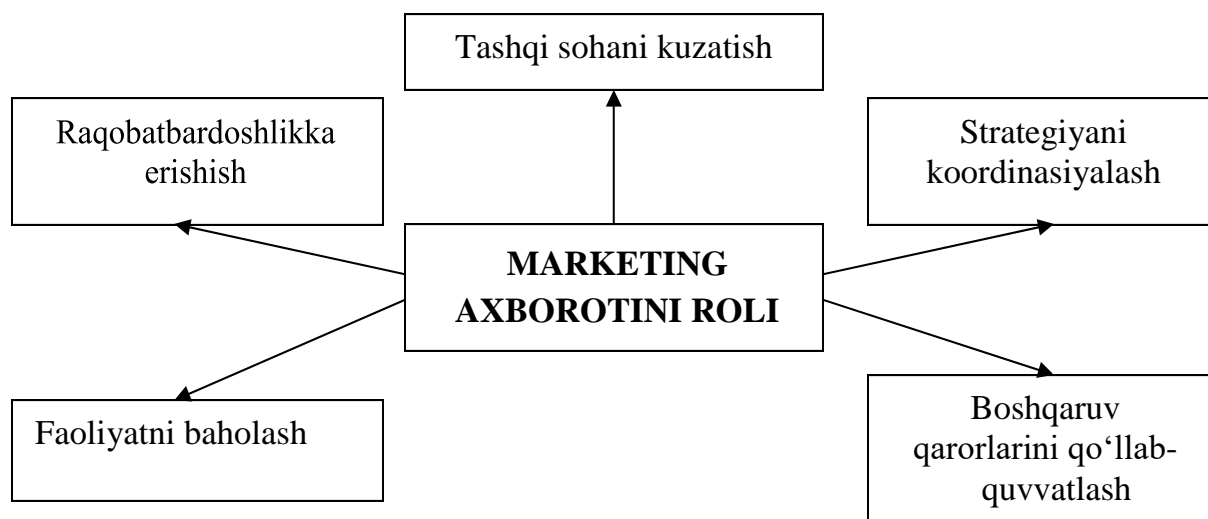 Tashqi sohani kuzatish
Raqobatbardoshlikka
erishish
Strategiyani
koordinasiyalash
MARKETING
AXBOROTINI ROLI
Faoliyatni baholash
Boshqaruv
qarorlarini qo‘llab-
quvvatlash